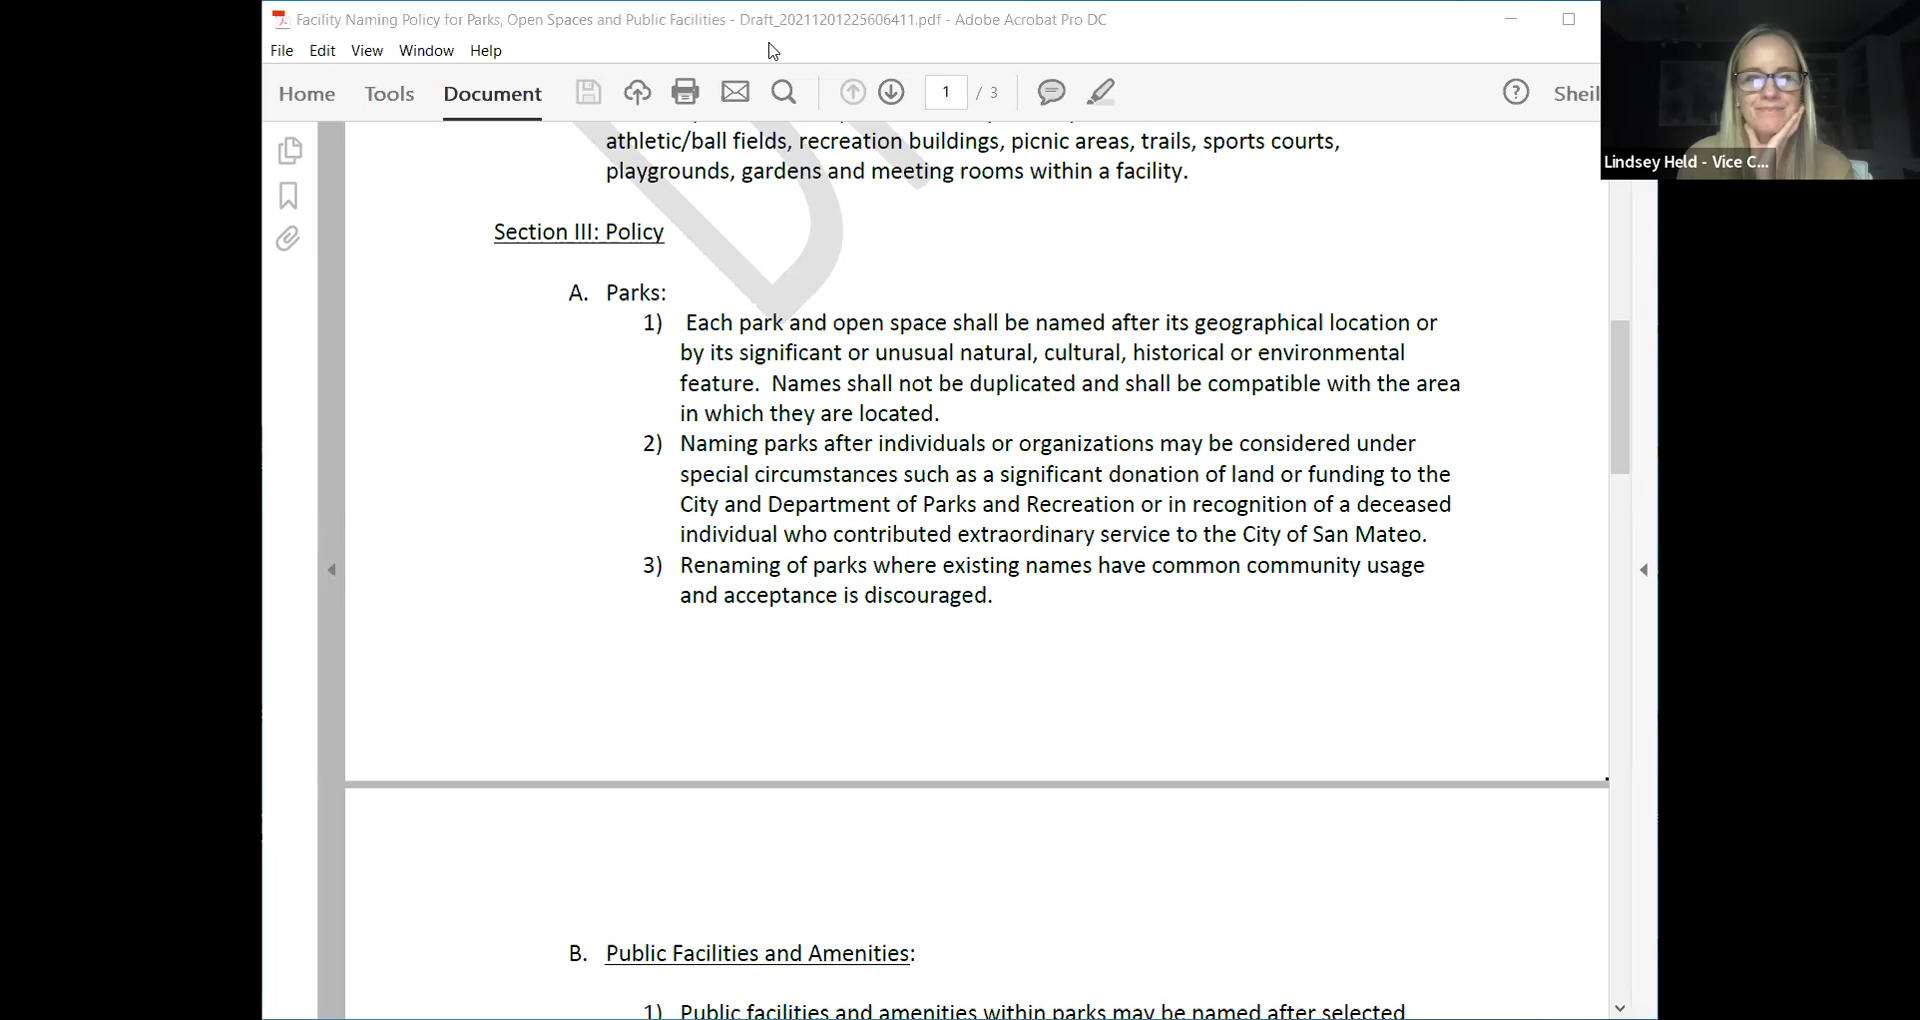 Facility Naming Policy for Parks, Open Spaces and Public Facilities - Draft_20211201225606411.pdf - Adobe Acrobat Pro DC
File Edit View Window Help
Home Tools Document 1 / 3 Sheil
Lindsey Held - Vice C...
athletic/ball fields, recreation buildings, picnic areas, trails, sports courts,
playgrounds, gardens and meeting rooms within a facility.
Section III: Policy
A. Parks:
1) Each park and open space shall be named after its geographical location or
by its significant or unusual natural, cultural, historical or environmental
feature. Names shall not be duplicated and shall be compatible with the area
in which they are located.
2) Naming parks after individuals or organizations may be considered under
special circumstances such as a significant donation of land or funding to the
City and Department of Parks and Recreation or in recognition of a deceased
individual who contributed extraordinary service to the City of San Mateo.
3) Renaming of parks where existing names have common community usage
and acceptance is discouraged.
B. Public Facilities and Amenities:
1) Public facilities and amenities within parks may be named after selected